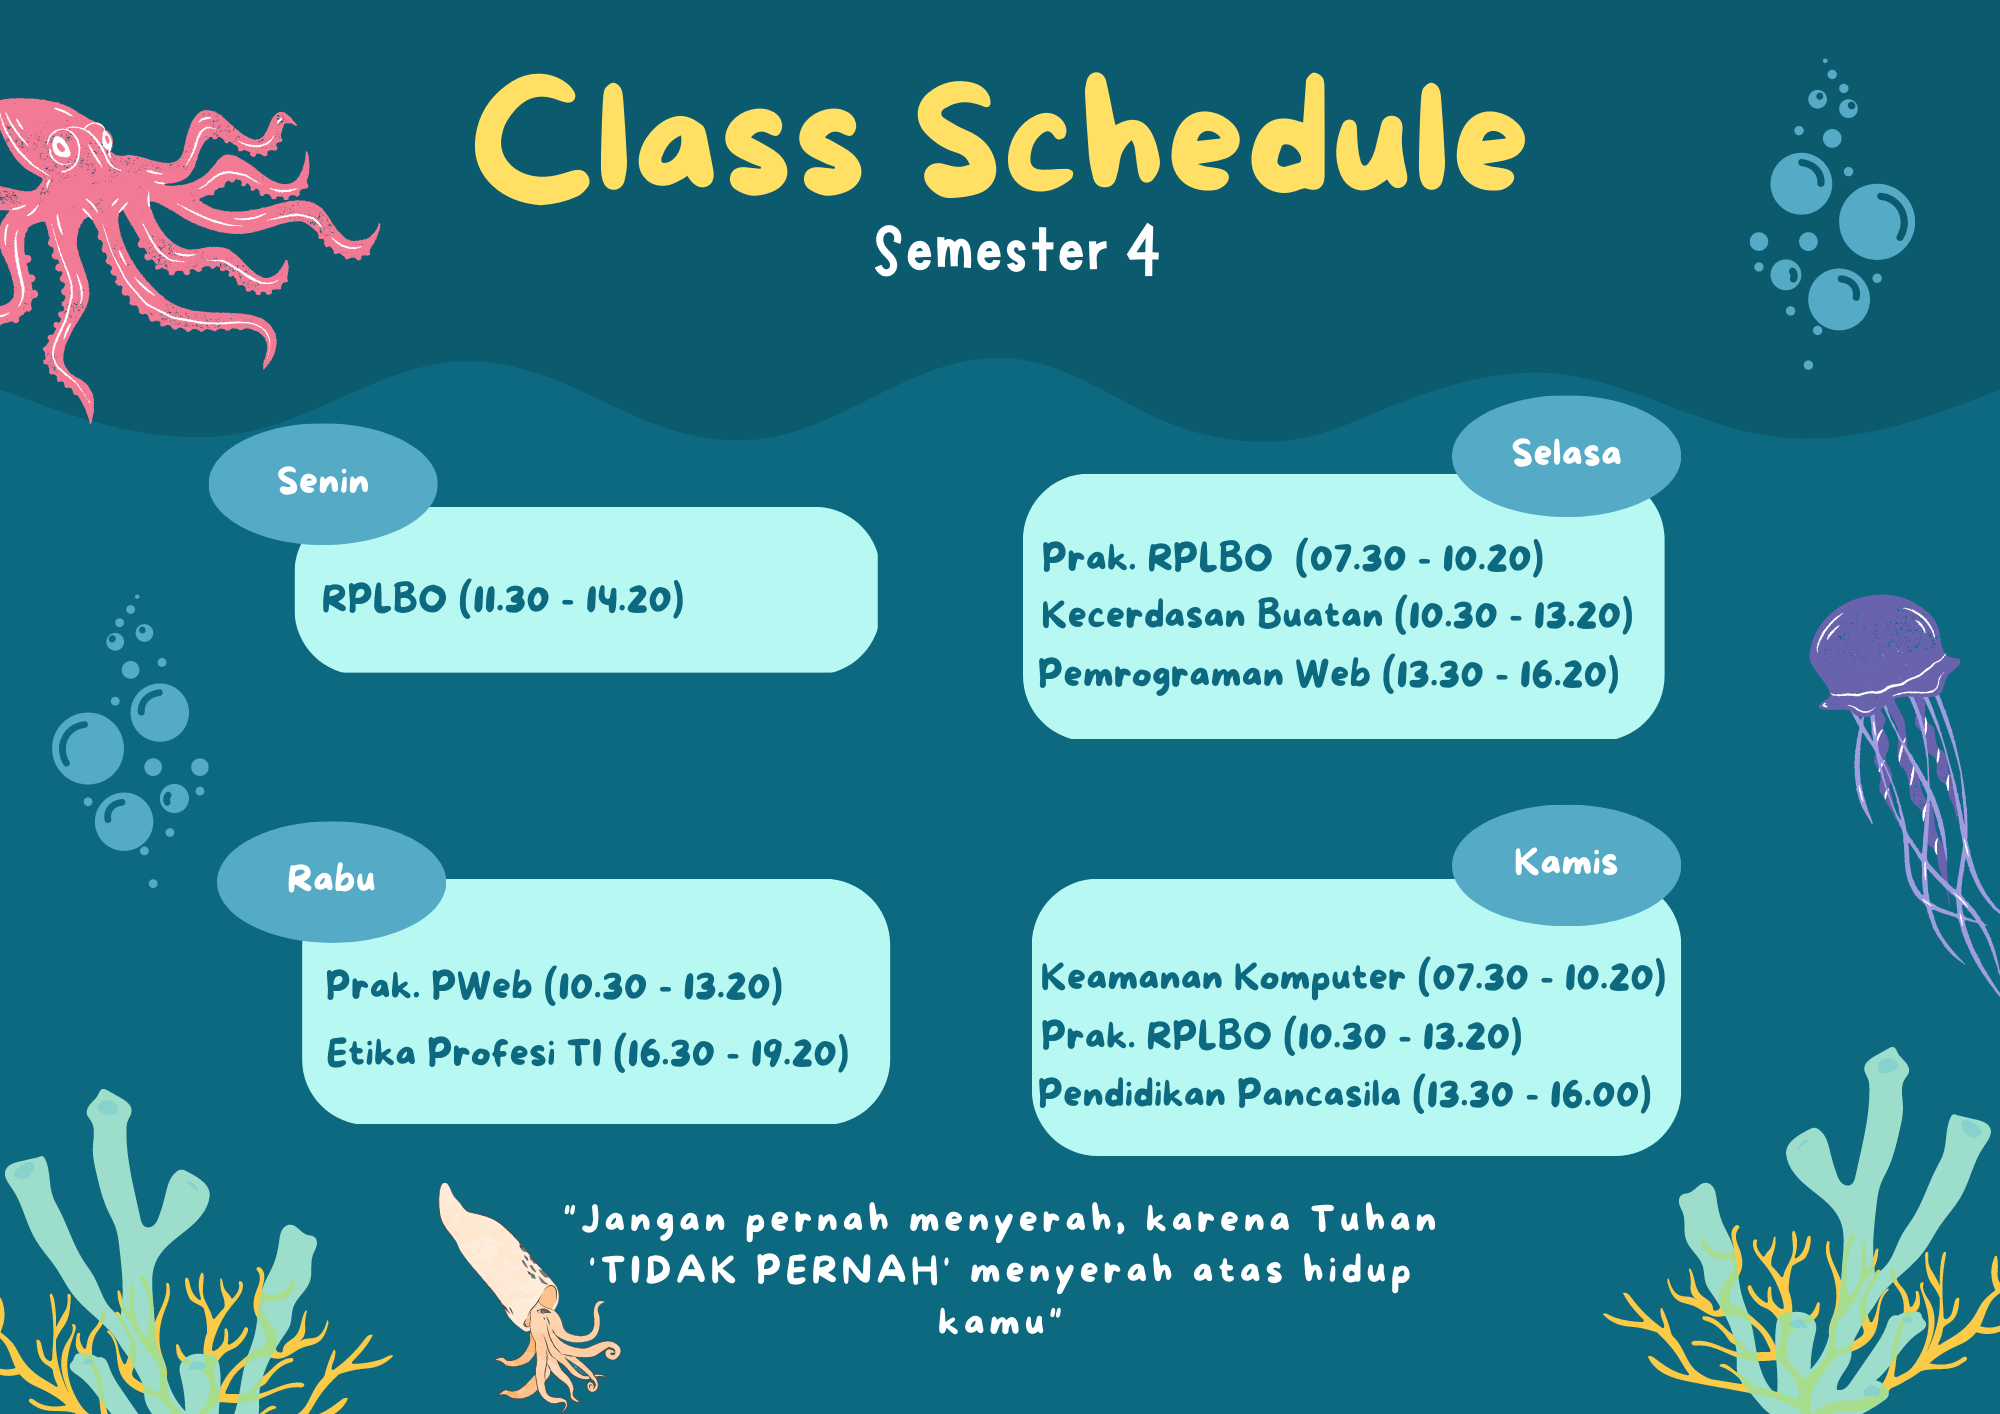 Class Schedule
Semester 4
Senin
RPLBO (11.30 - 14.20)
Selasa
Prak. RPLBO (07.30 - 10.20)
Kecerdasan Buatan (10.30 - 13.20)
Pemrograman Web (13.30 - 16.20)
Rabu
Prak. PWeb (10.30 - 13.20)
Etika Profesi TI (16.30 - 19.20)
Kamis
Keamanan Komputer (07.30 - 10.20)
Prak. RPLBO (10.30 - 13.20)
Pendidikan Pancasila (13.30 - 16.00)
"Jangan pernah menyerah, karena Tuhan
'TIDAK PERNAH' menyerah atas hidup
kamu"